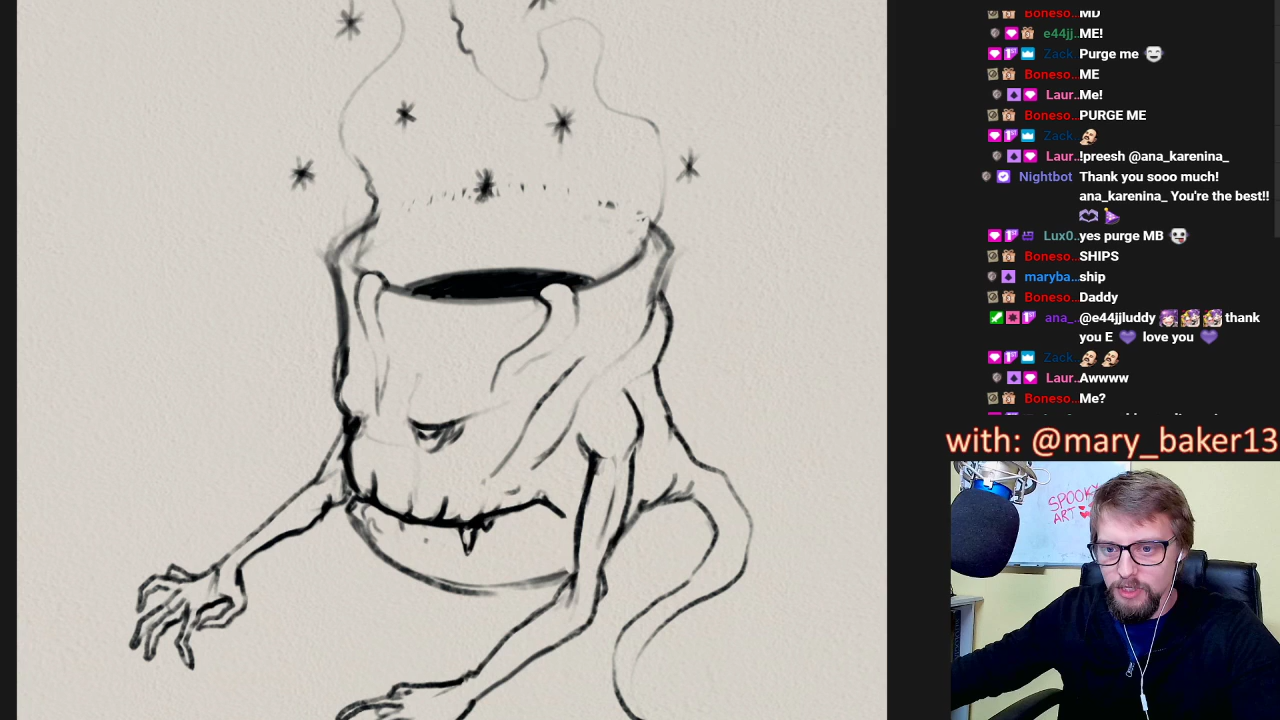 Boneso.. MD
e44jj.. ME!
Zack. Purge me
Boneso.. ME
Laur.. Me!
Boneso.. PURGE ME
Zack.
Laur.. !preesh @ana_karenina_
Nightbot Thank you sooo much!
ana_karenina_ You're the best!!
Lux0.. yes purge MB
Boneso.. SHIPS
maryba.. ship
Boneso.. Daddy
ana_.. @e44jjluddy thank
you E love you
Zack.
Laur.. Awwww
Boneso.. Me?
with: @mary_baker13
SPOOKY
ART